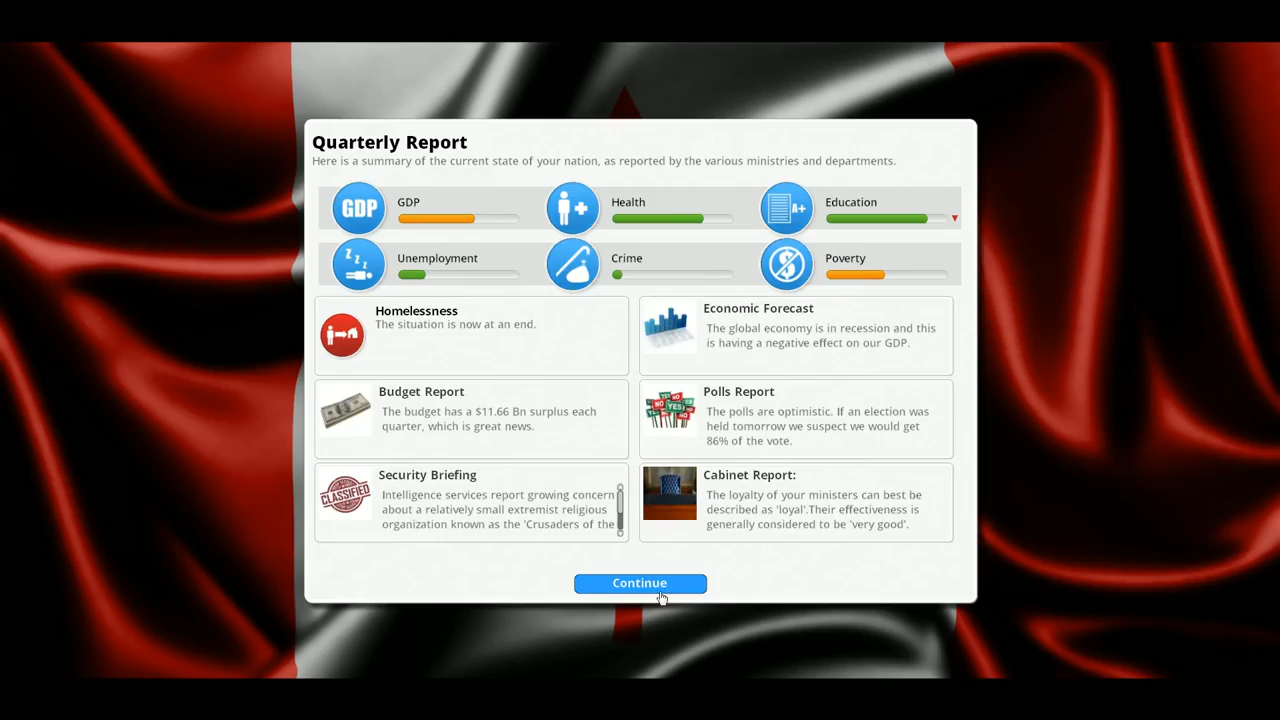 Quarterly Report
Here is a summary of the current state of your nation, as reported by the various ministries and departments.
GDP
GDP
Health
A+
Education
Z Z Z
Unemployment
Crime
$
Poverty
Homelessness
The situation is now at an end.
Economic Forecast
The global economy is in recession and this
is having a negative effect on our GDP.
Budget Report
The budget has a $11.66 Bn surplus each
quarter, which is great news.
NO YES NO
YES
NO
Polls Report
The polls are optimistic. If an election was
held tomorrow we suspect we would get
86% of the vote.
CLASSIFIED
Security Briefing
Intelligence services report growing concern
about a relatively small extremist religious
organization known as the 'Crusaders of the
Cabinet Report:
The loyalty of your ministers can best be
described as 'loyal'.Their effectiveness is
generally considered to be 'very good'.
Continue